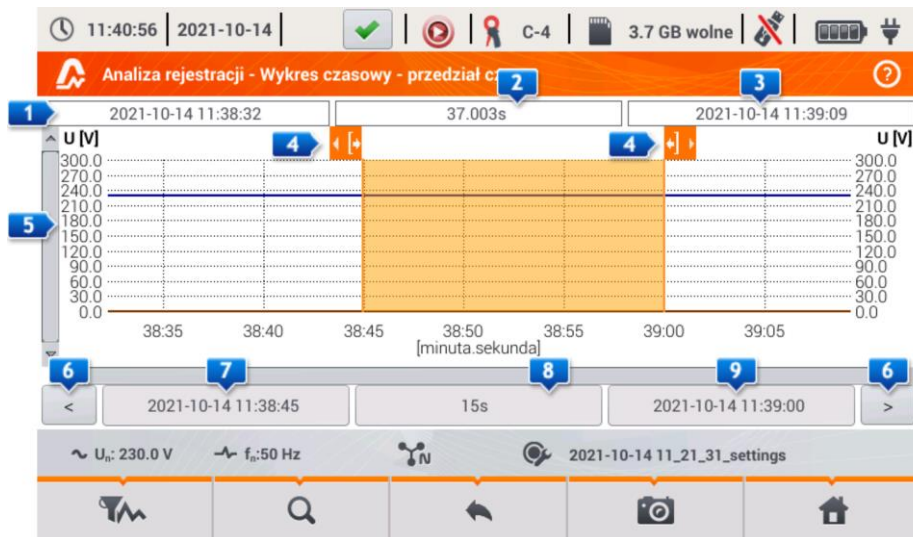 11:40:56 2021-10-14 C-4 3.7 GB wolne
Analiza rejestracji - Wykres czasowy - przedział
2 3
1 2021-10-14 11:38:32 37.003s 2021-10-14 11:39:09
U [V] 4 4 U [V]
300.0 300.0
270.0 270.0
240.0 240.0
210.0 210.0
5 180.0 180.0
150.0 150.0
120.0 120.0
90.0 90.0
60.0 60.0
30.0 30.0
0.0 0.0
38:35 38:40 38:45 38:50 38:55 39:00 39:05
[minuta.sekunda]
6 7 8 9 6
< 2021-10-14 11:38:45 15s 2021-10-14 11:39:00 >
Un: 230.0 V fn:50 Hz N 2021-10-14 11_21_31_settings